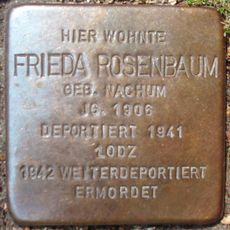 HIER WOHNTE
FRIEDA ROSENBAUM
GEB. NACHUM
JG. 1906
DEPORTIERT 1941
LODZ
1942 WEITERDEPORTIERT
ERMORDET